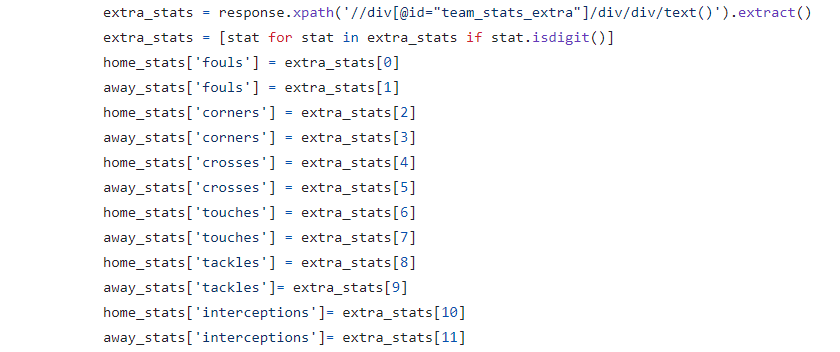 extra_stats = response.xpath('//div[@id="team_stats_extra"]/div/div/text()').extract()
extra_stats = [stat for stat in extra_stats if stat.isdigit()]
home_stats['fouls'] = extra_stats[0]
away_stats['fouls'] = extra_stats[1]
home_stats['corners'] = extra_stats[2]
away_stats['corners'] = extra_stats[3]
home_stats['crosses'] = extra_stats[4]
away_stats['crosses'] = extra_stats[5]
home_stats['touches'] = extra_stats[6]
away_stats['touches'] = extra_stats[7]
home_stats['tackles'] = extra_stats[8]
away_stats['tackles']= extra_stats[9]
home_stats['interceptions']= extra_stats[10]
away_stats['interceptions']= extra_stats[11]